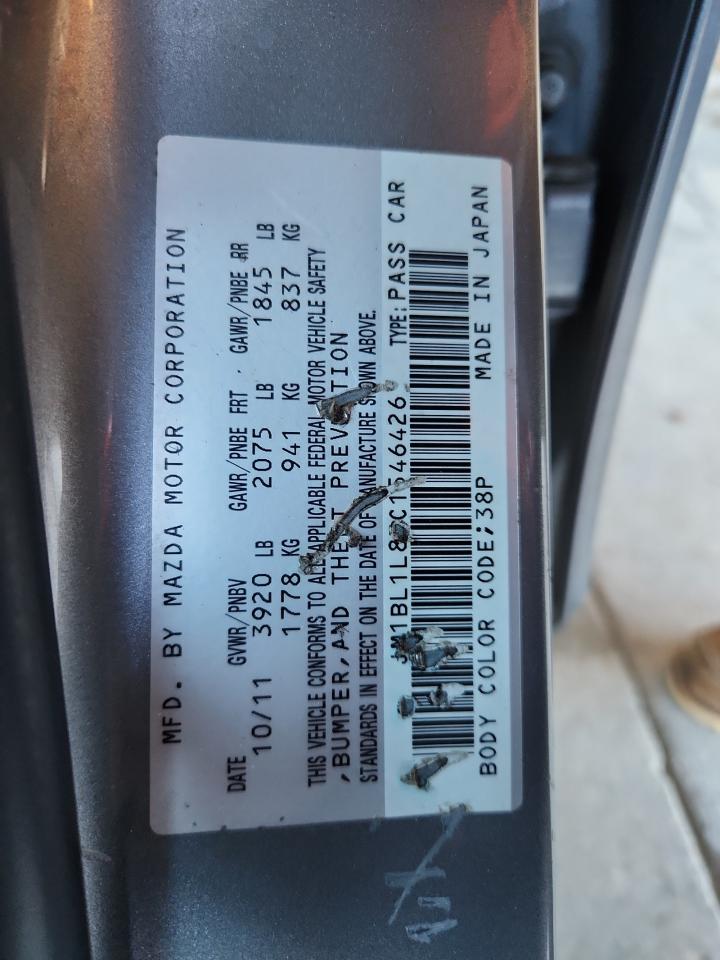 MFD. BY MAZDA MOTOR CORPORATION
DATE GVWR/PNBV GAWR/PNBE FRT GAWR/PNBE RR
10/11 3920 LB 2075 LB 1845 LB
1778 KG 941 KG 837 KG
THIS VEHICLE CONFORMS TO ALL APPLICABLE FEDERAL MOTOR VEHICLE SAFETY
,BUMPER,AND THEFT PREVENTION
STANDARDS IN EFFECT ON THE DATE OF MANUFACTURE SHOWN ABOVE.
TYPE:PASS CAR
BODY COLOR CODE;38P MADE IN JAPAN